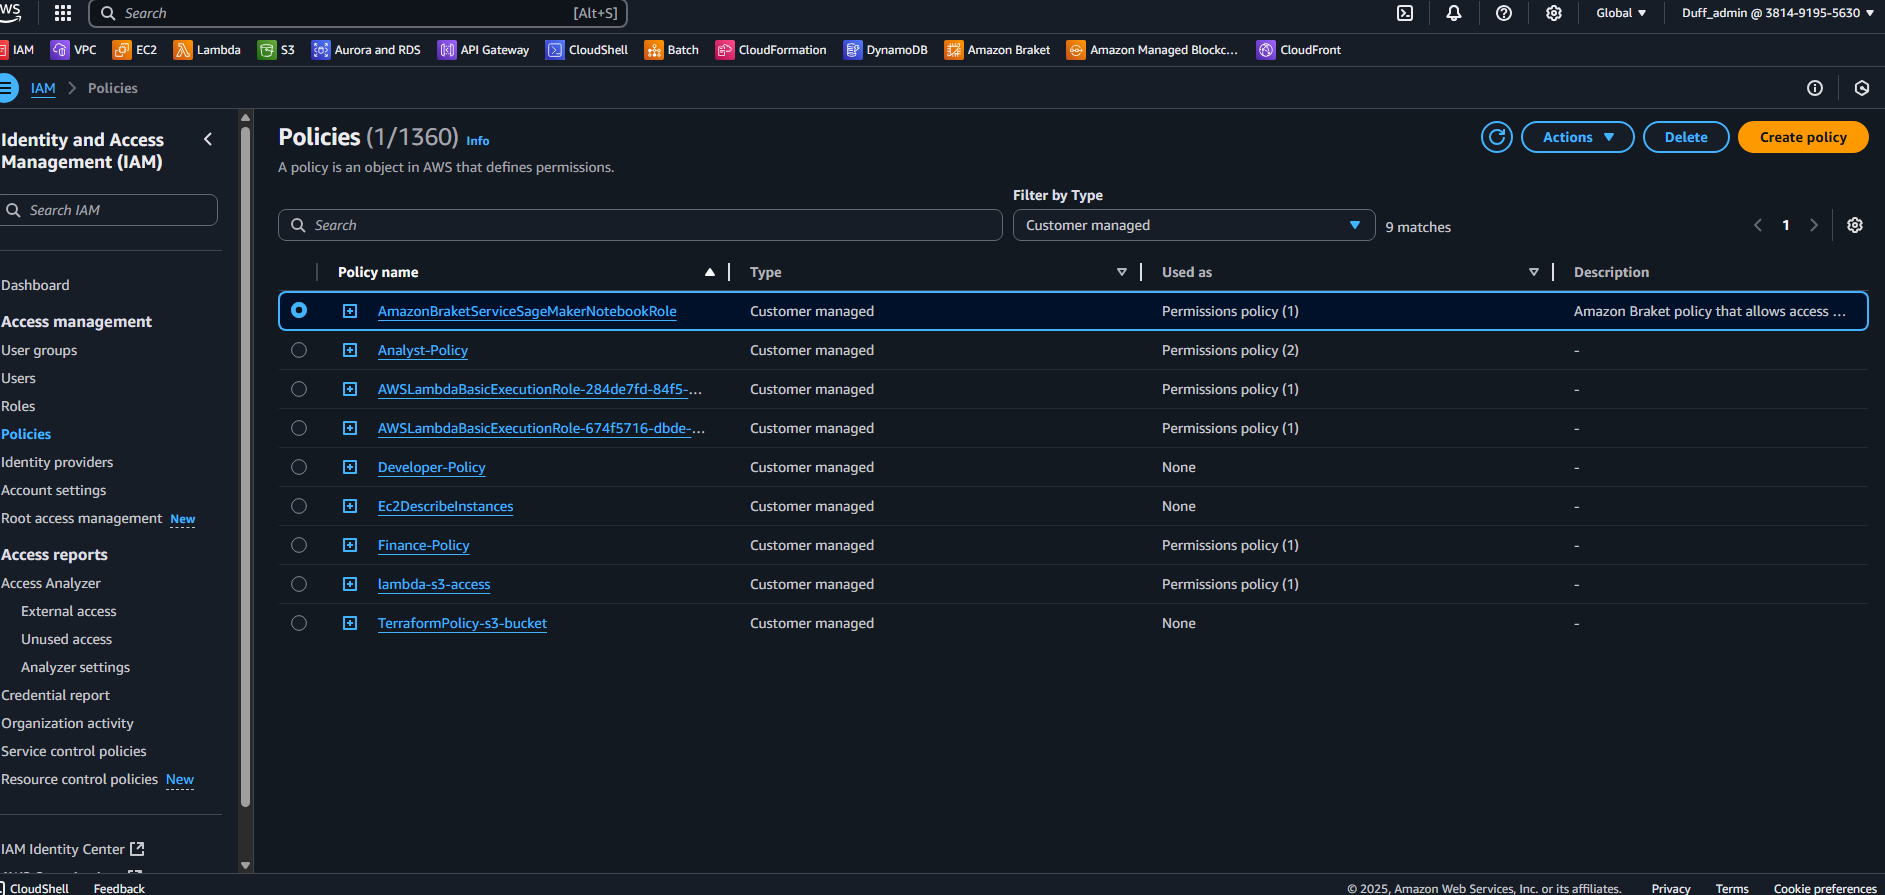 Search [Alt+S] Global Duff_admin @ 3814-9195-5630
IAM VPC EC2 Lambda S3 Aurora and RDS API Gateway CloudShell Batch CloudFormation DynamoDB Amazon Braket Amazon Managed Blockc... CloudFront
IAM Policies
Identity and Access
Management (IAM)
Search IAM
Dashboard
Access management
User groups
Users
Roles
Policies
Identity providers
Account settings
Root access management New
Access reports
Access Analyzer
External access
Unused access
Analyzer settings
Credential report
Organization activity
Service control policies
Resource control policies New
IAM Identity Center
Policies (1/1360) Info
A policy is an object in AWS that defines permissions.
Actions Delete Create policy
Filter by Type
Search Customer managed 9 matches 1
Policy name Type Used as Description
AmazonBraketServiceSageMakerNotebookRole Customer managed Permissions policy (1) Amazon Braket policy that allows access ...
Analyst-Policy Customer managed Permissions policy (2) -
AWSLambdaBasicExecutionRole-284de7fd-84f5-... Customer managed Permissions policy (1) -
AWSLambdaBasicExecutionRole-674f5716-dbde-... Customer managed Permissions policy (1) -
Developer-Policy Customer managed None -
Ec2DescribeInstances Customer managed None -
Finance-Policy Customer managed Permissions policy (1) -
lambda-s3-access Customer managed Permissions policy (1) -
TerraformPolicy-s3-bucket Customer managed None -
CloudShell Feedback © 2025, Amazon Web Services, Inc. or its affiliates. Privacy Terms Cookie preferences